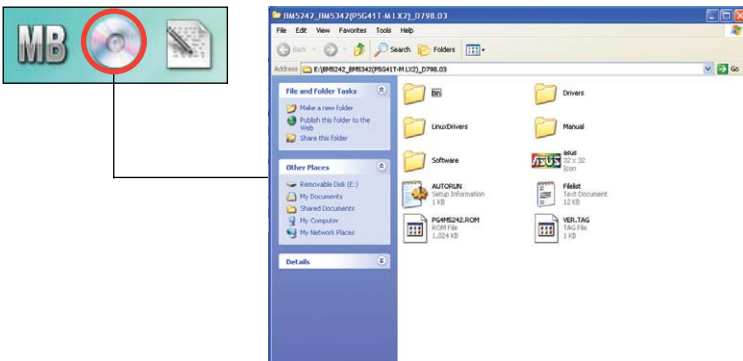 MB
BM5242_BM5342(P5G41T-M LX2)_D798.03
File Edit View Favorites Tools Help
Back Search Folders
Address E:\BM5242_BM5342(P5G41T-M LX2)_D798.03 Go
File and Folder Tasks
Make a new folder
Publish this folder to the
Web
Share this folder
Other Places
Removable Disk (E:)
My Documents
Shared Documents
My Computer
My Network Places
Details
Bin
Drivers
LinuxDrivers
Manual
Software
ASUS
asus
32 x 32
Icon
AUTORUN
Setup Information
1 KB
Filelist
Text Document
12 KB
PG4MS242.ROM
ROM File
1,024 KB
VER.TAG
TAG File
1 KB